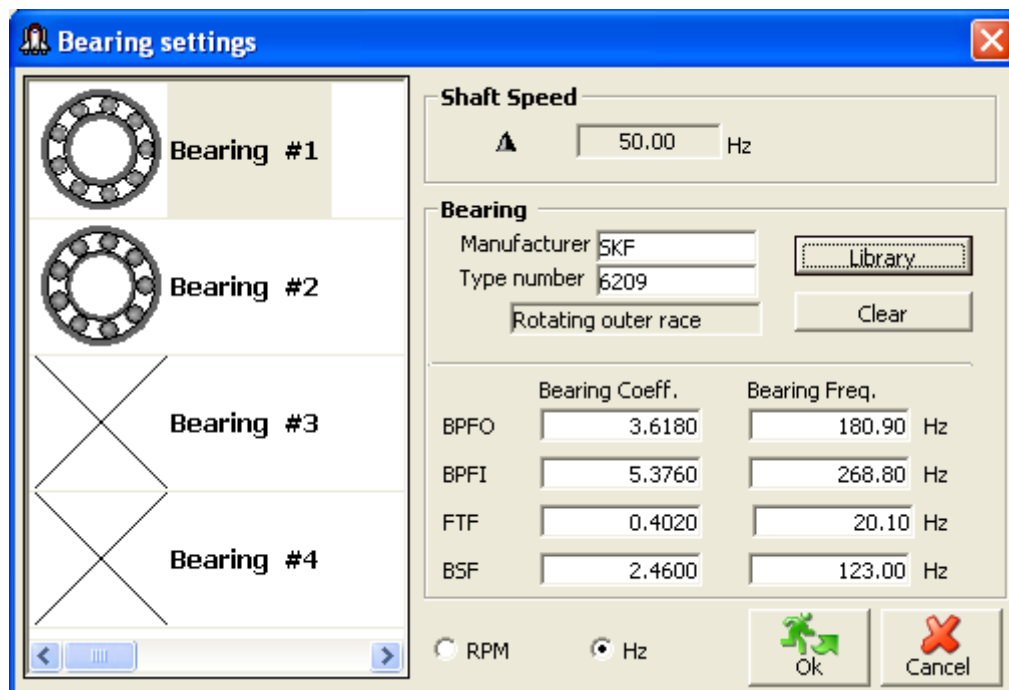 Bearing settings
Bearing #1
Bearing #2
Bearing #3
Bearing #4
Shaft Speed
50.00 Hz
Bearing
Manufacturer SKF
Type number 6209
Rotating outer race
Library
Clear
Bearing Coeff. Bearing Freq.
BPFO 3.6180 180.90 Hz
BPFI 5.3760 268.80 Hz
FTF 0.4020 20.10 Hz
BSF 2.4600 123.00 Hz
RPM Hz
Ok Cancel